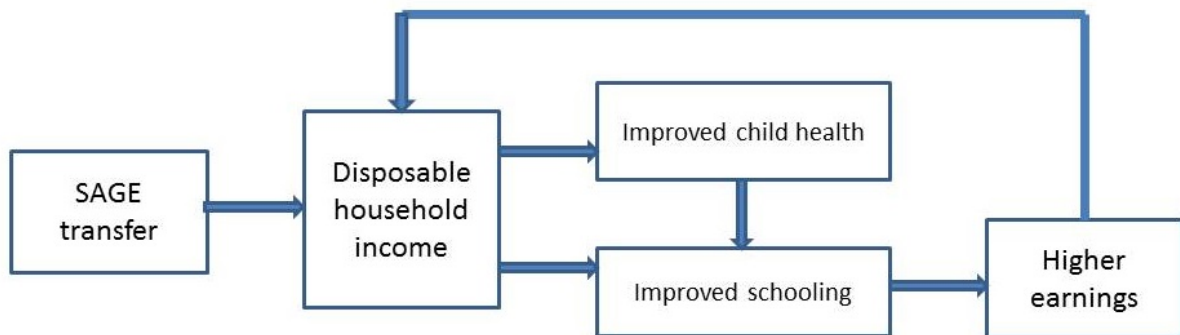 SAGE
transfer
Disposable
household
income
Improved child health
Improved schooling
Higher
earnings